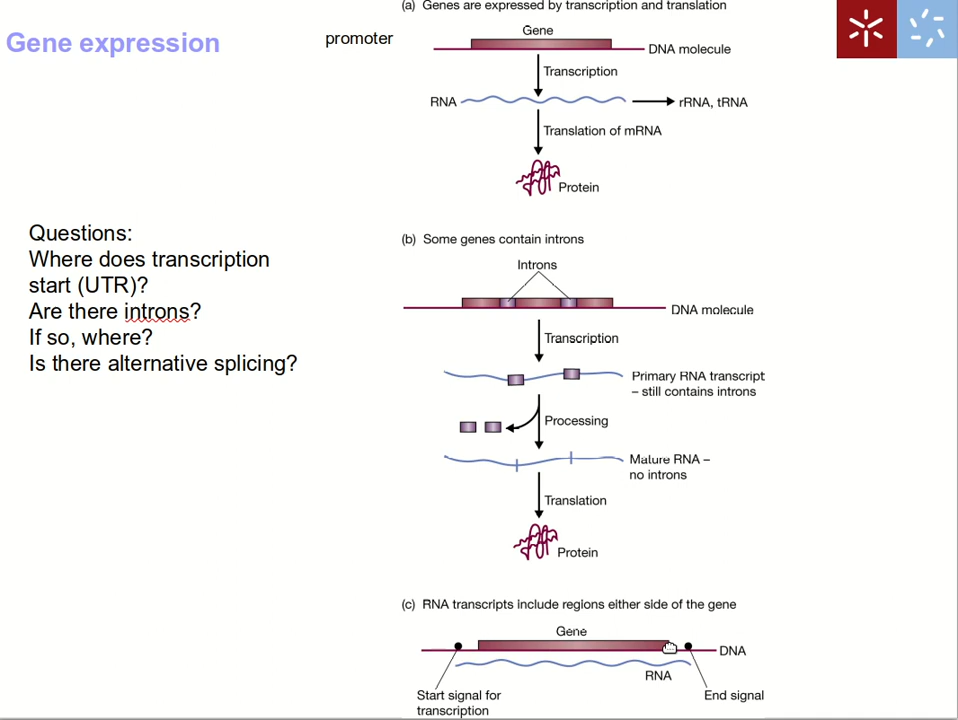 Gene expression
promoter
(a) Genes are expressed by transcription and translation
Gene
DNA molecule
Transcription
RNA
rRNA, tRNA
Translation of mRNA
Protein
Questions:
Where does transcription
start (UTR)?
Are there introns?
If so, where?
Is there alternative splicing?
(b) Some genes contain introns
Introns
DNA molecule
Transcription
Primary RNA transcript
– still contains introns
Processing
Mature RNA –
no introns
Translation
Protein
(c) RNA transcripts include regions either side of the gene
Gene
DNA
RNA
Start signal for
transcription
End signal